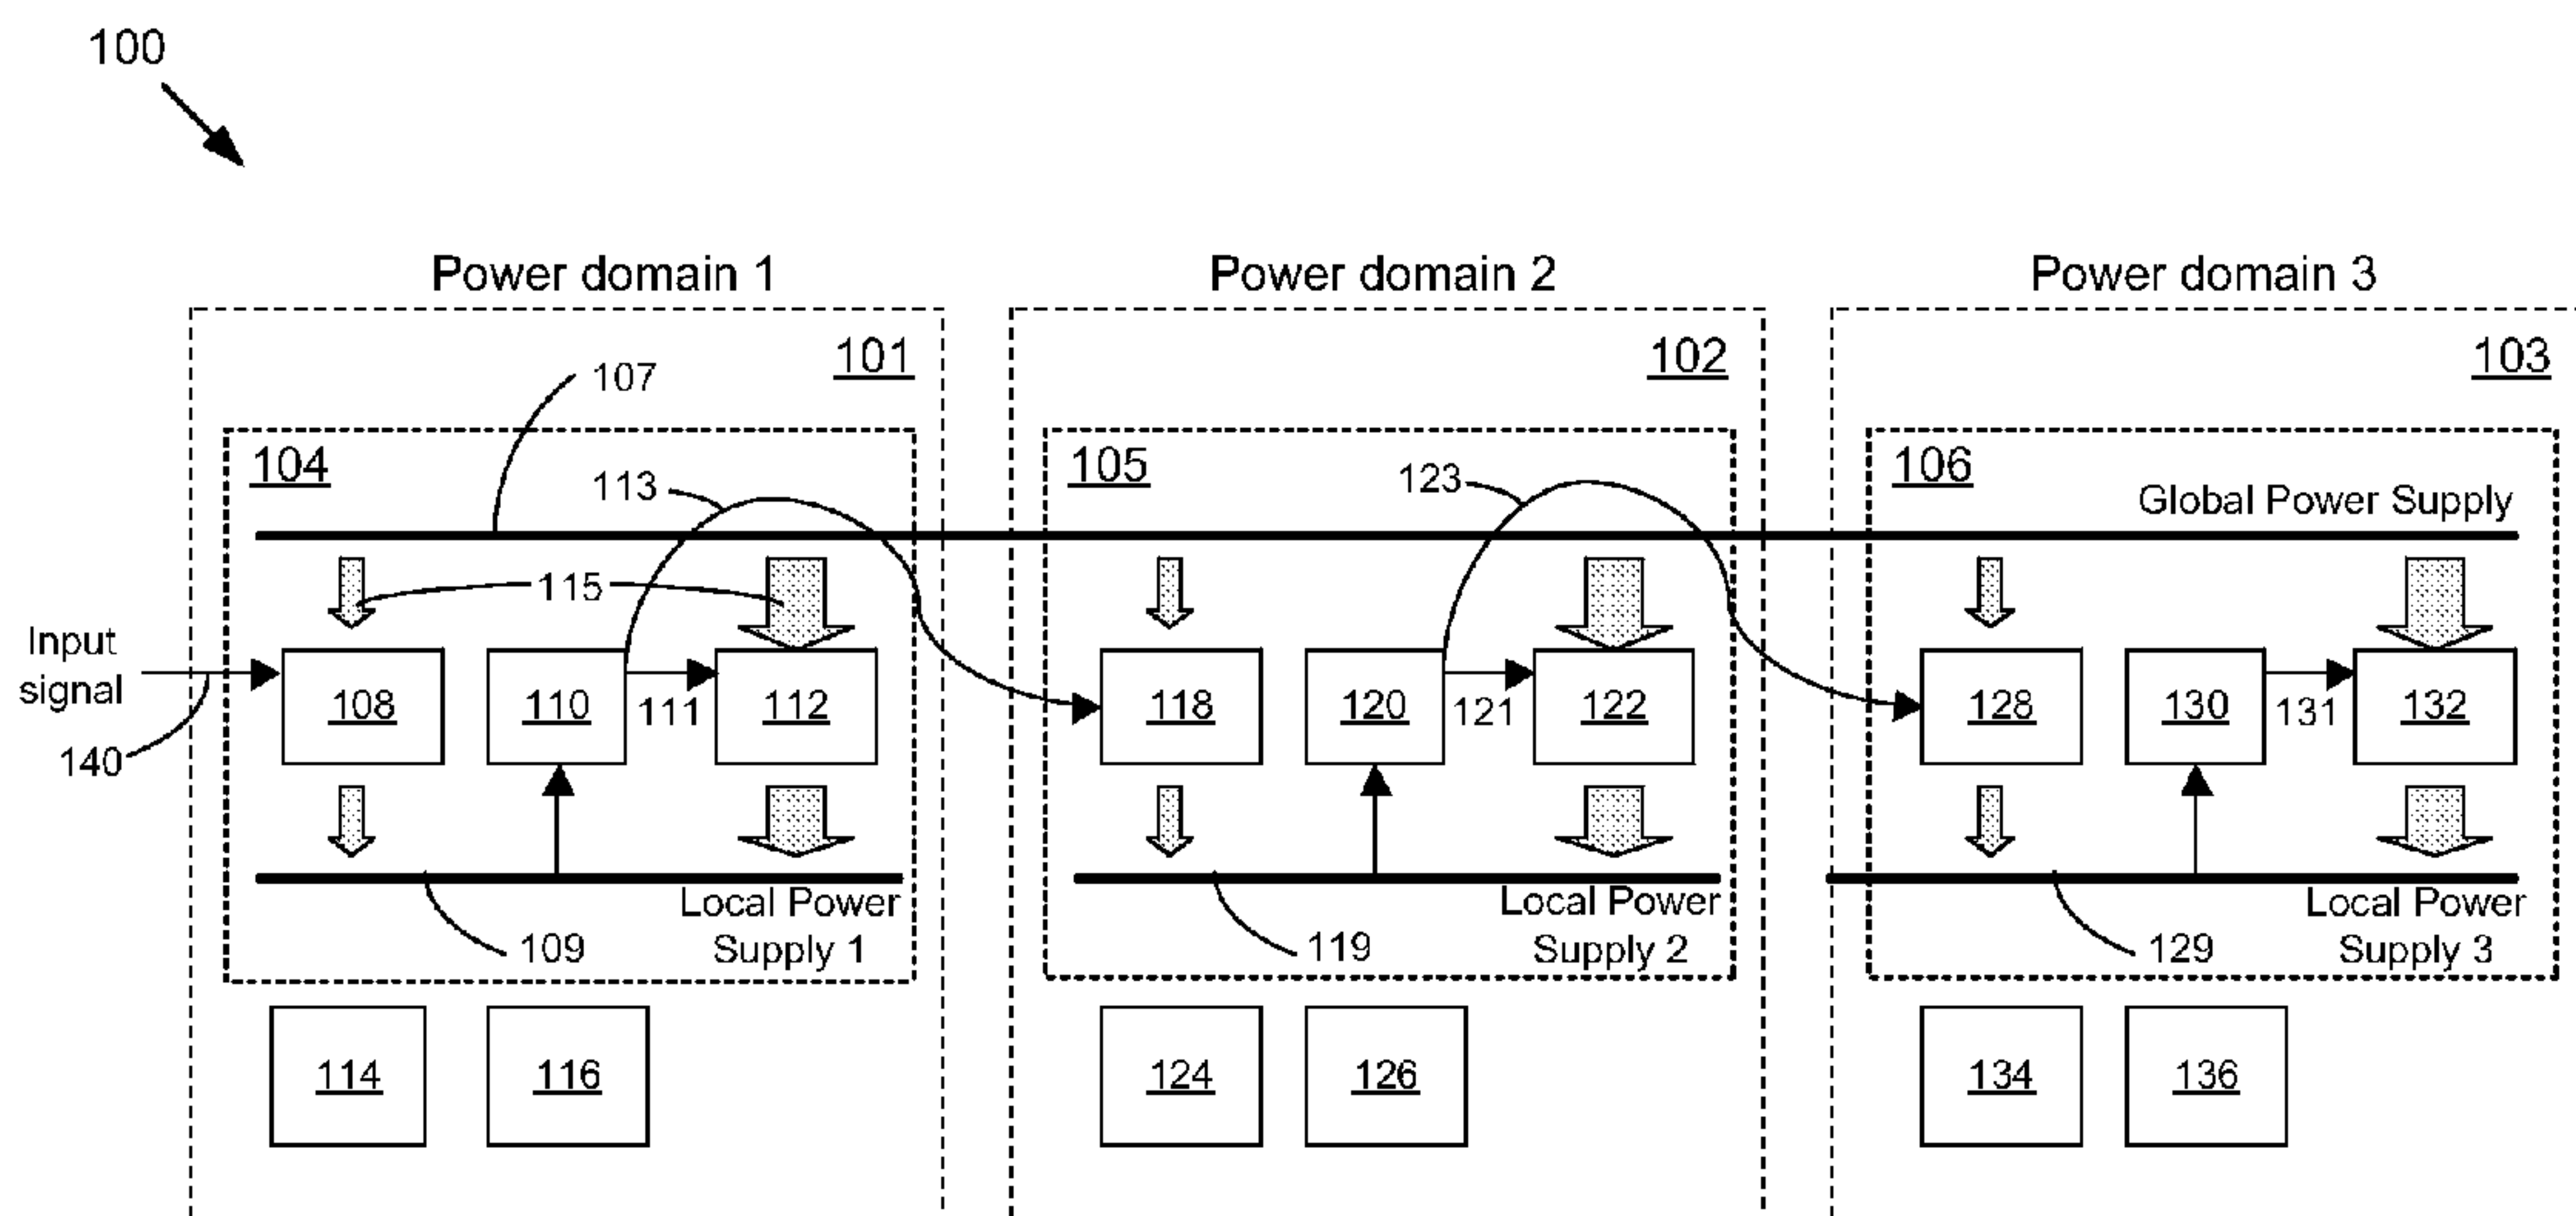 100
Power domain 1
Power domain 2
Power domain 3
101
102
103
107
104
105
106
113
123
Global Power Supply
115
Input
signal
108
110
111
112
118
120
121
122
128
130
131
132
140
Local Power
Supply 1
Local Power
Supply 2
Local Power
Supply 3
109
119
129
114
116
124
126
134
136